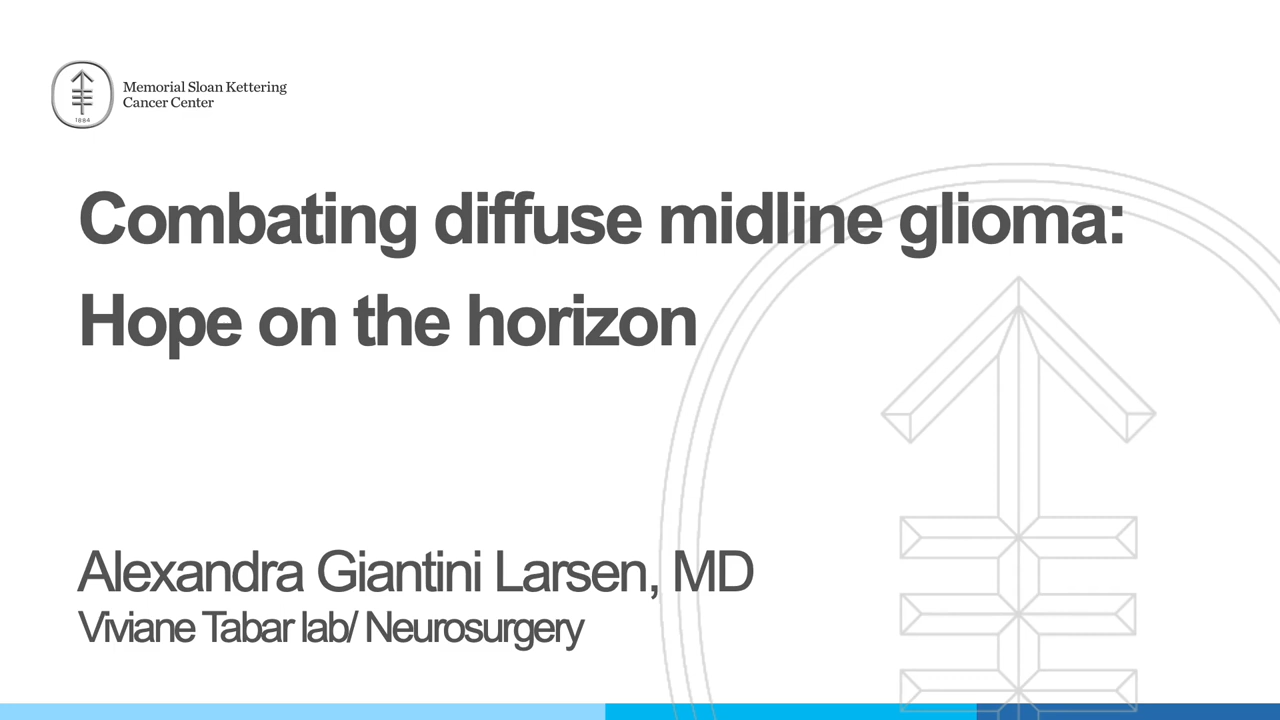 Memorial Sloan Kettering
Cancer Center
1884
Combating diffuse midline glioma:
Hope on the horizon
Alexandra Giantini Larsen, MD
Viviane Tabar lab/ Neurosurgery